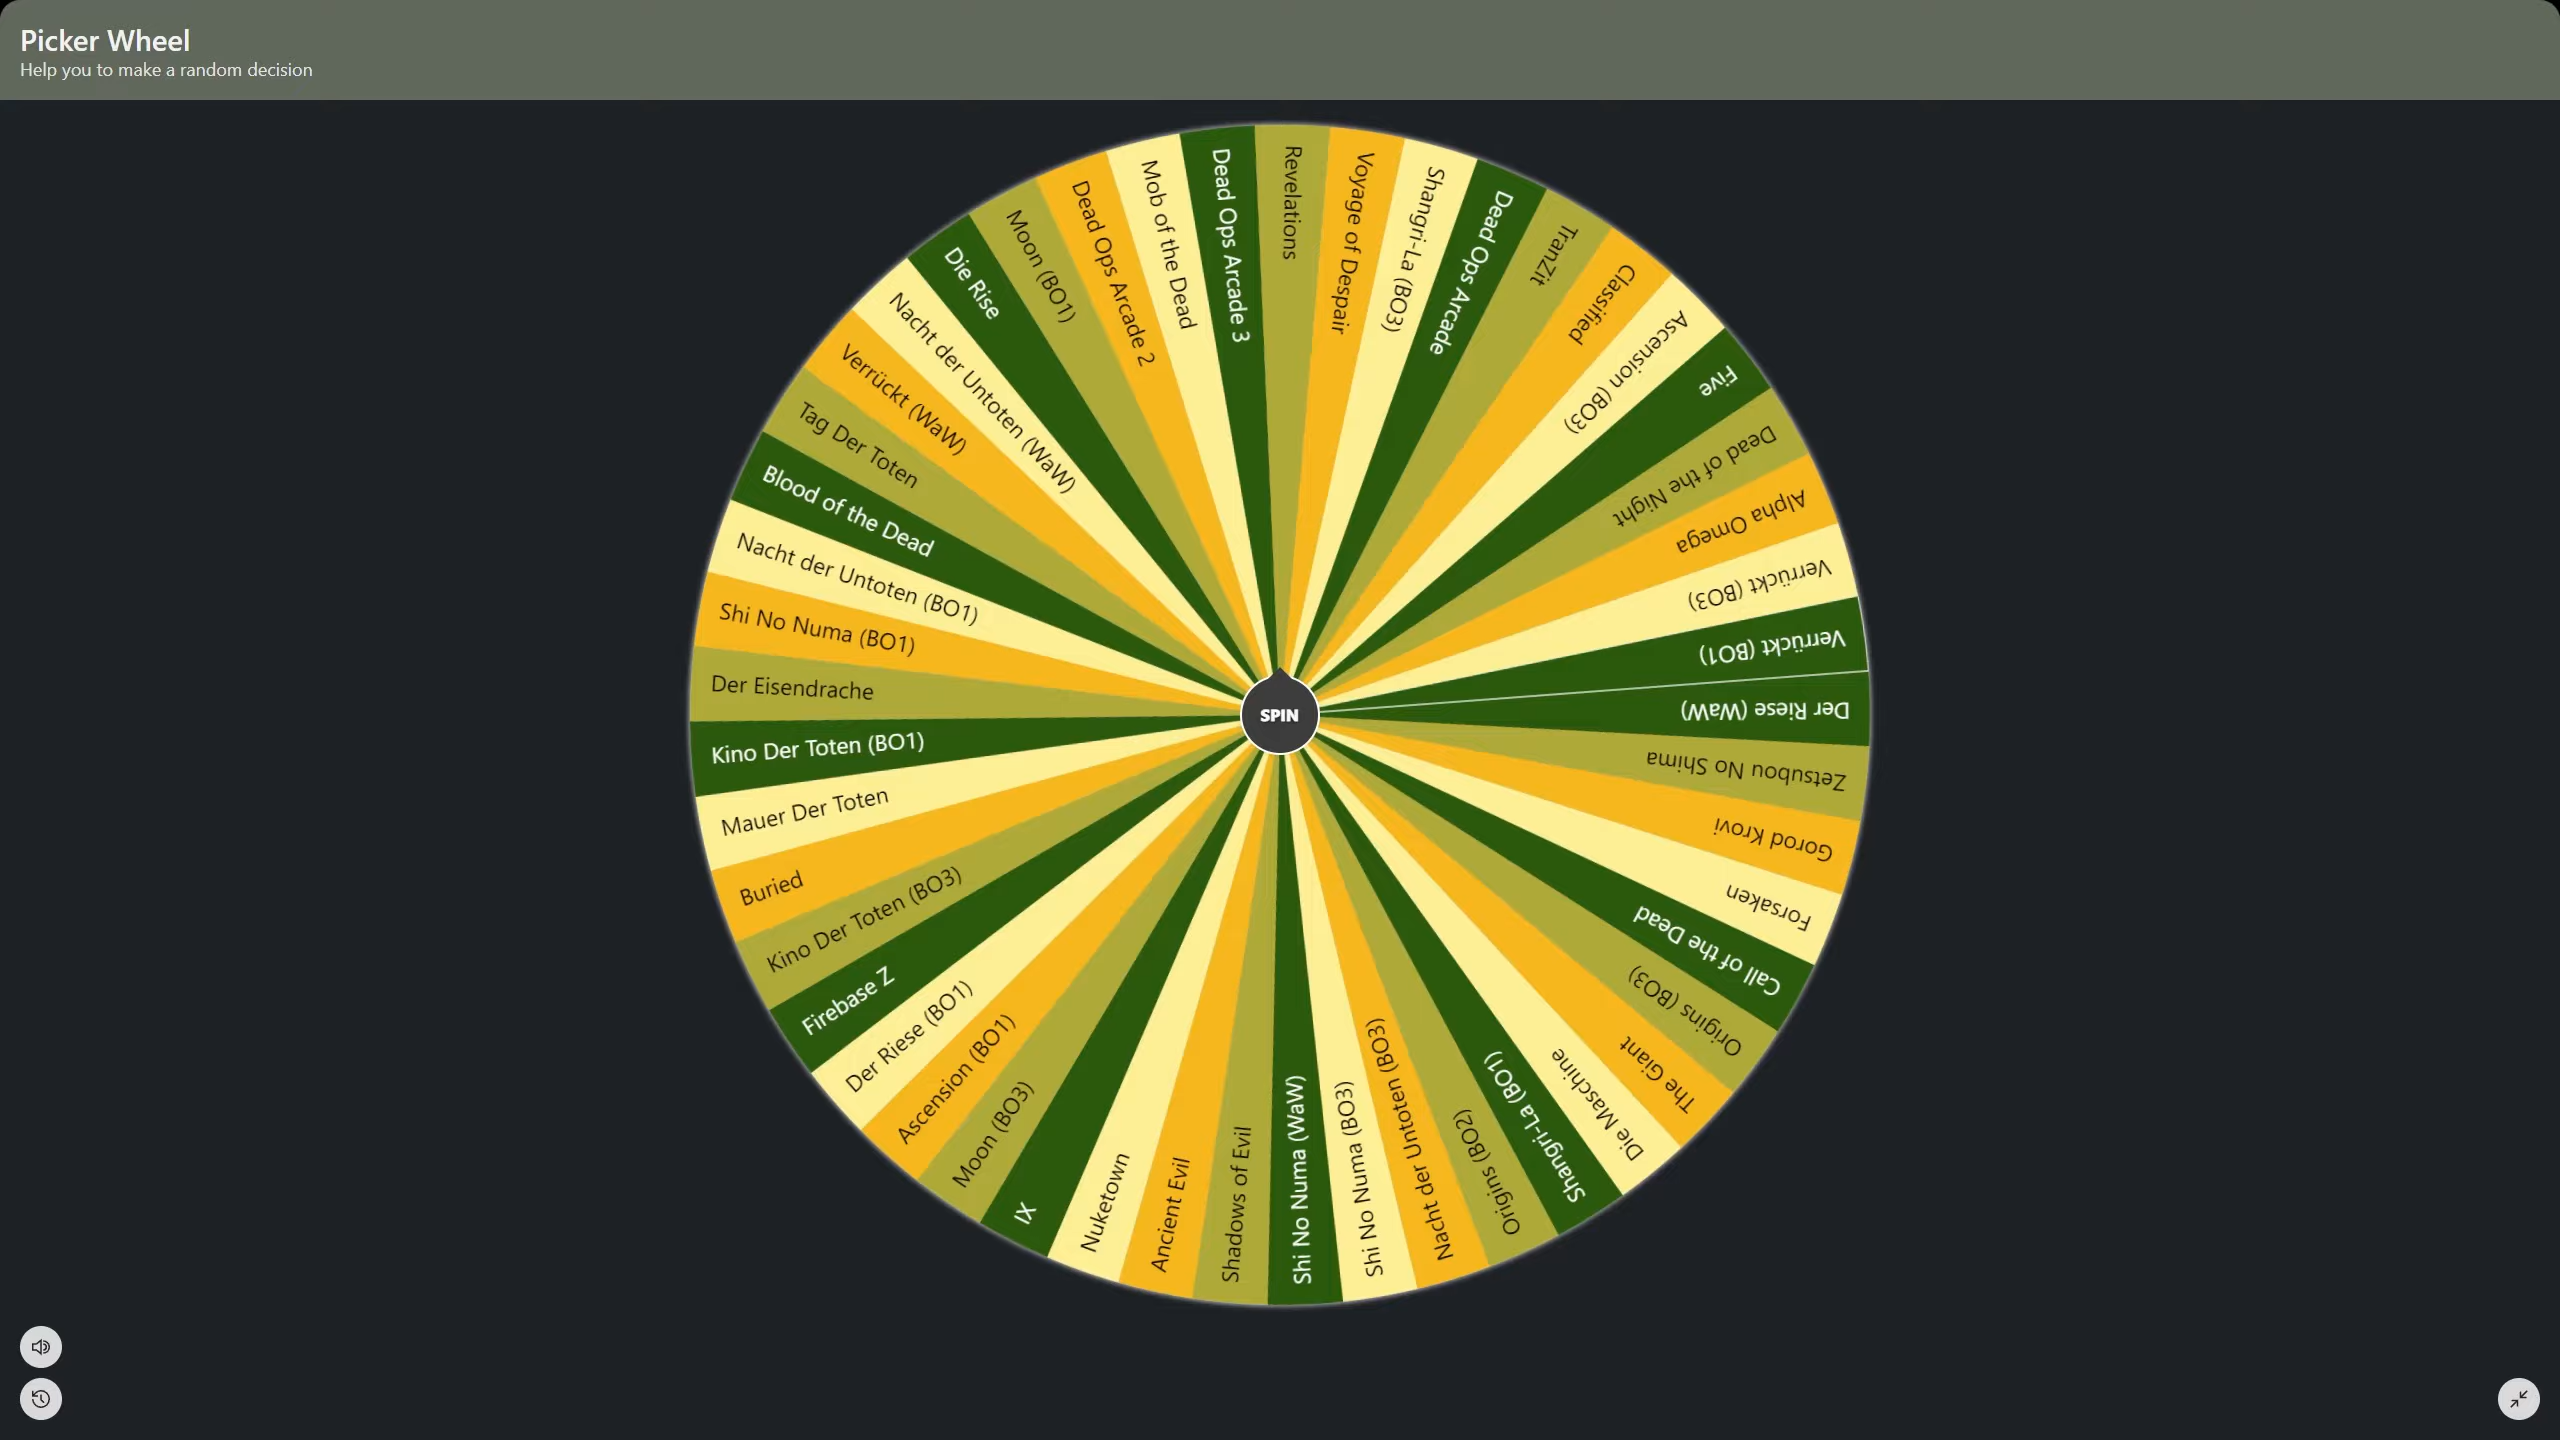 Picker Wheel
Help you to make a random decision
Revelations
Voyage of Despair
Shangri-La (BO3)
Dead Ops Arcade
TranZit
Classified
Ascension (BO3)
Five
Dead of the Night
Alpha Omega
Verrückt (BO3)
Verrückt (BO1)
Der Riese (WaW)
Zetsubou No Shima
Gorod Krovi
Forsaken
Call of the Dead
Origins (BO3)
The Giant
Die Maschine
Shangri-La (BO1)
Origins (BO2)
Nacht der Untoten (BO3)
Shi No Numa (BO3)
Shi No Numa (WaW)
Shadows of Evil
Ancient Evil
Nuketown
IX
Moon (BO3)
Ascension (BO1)
Der Riese (BO1)
Firebase Z
Kino Der Toten (BO3)
Buried
Mauer Der Toten
Kino Der Toten (BO1)
Der Eisendrache
Shi No Numa (BO1)
Nacht der Untoten (BO1)
Blood of the Dead
Tag Der Toten
Verrückt (WaW)
Nacht der Untoten (WaW)
Die Rise
Moon (BO1)
Dead Ops Arcade 2
Mob of the Dead
Dead Ops Arcade 3
SPIN